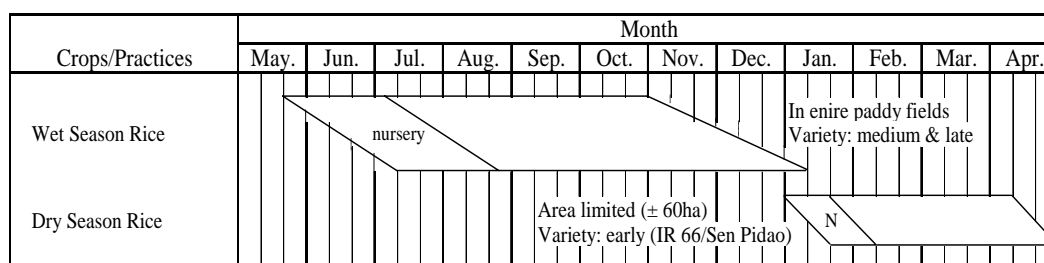 Month
Crops/Practices May. Jun. Jul. Aug. Sep. Oct. Nov. Dec. Jan. Feb. Mar. Apr.
In enire paddy fields
Wet Season Rice nursery Variety: medium & late
Area limited (± 60ha)
Dry Season Rice N
Variety: early (IR 66/Sen Pidao)